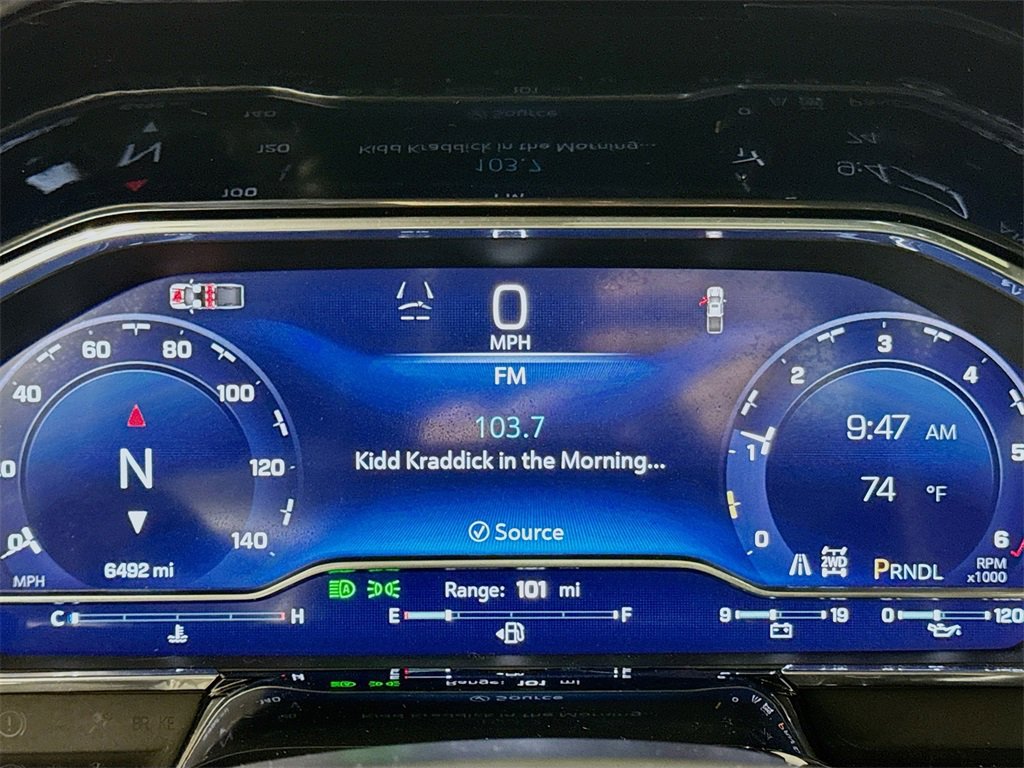 0
MPH
FM
103.7
Kidd Kraddick in the Morning...
Source
40
60
80
100
120
140
0
N
6492 mi
MPH
0
1
2
3
4
5
6
9:47 AM
74 °F
2WD
PRNDL
RPM
x1000
A
Range: 101 mi
C H
E F
9 19
0 120